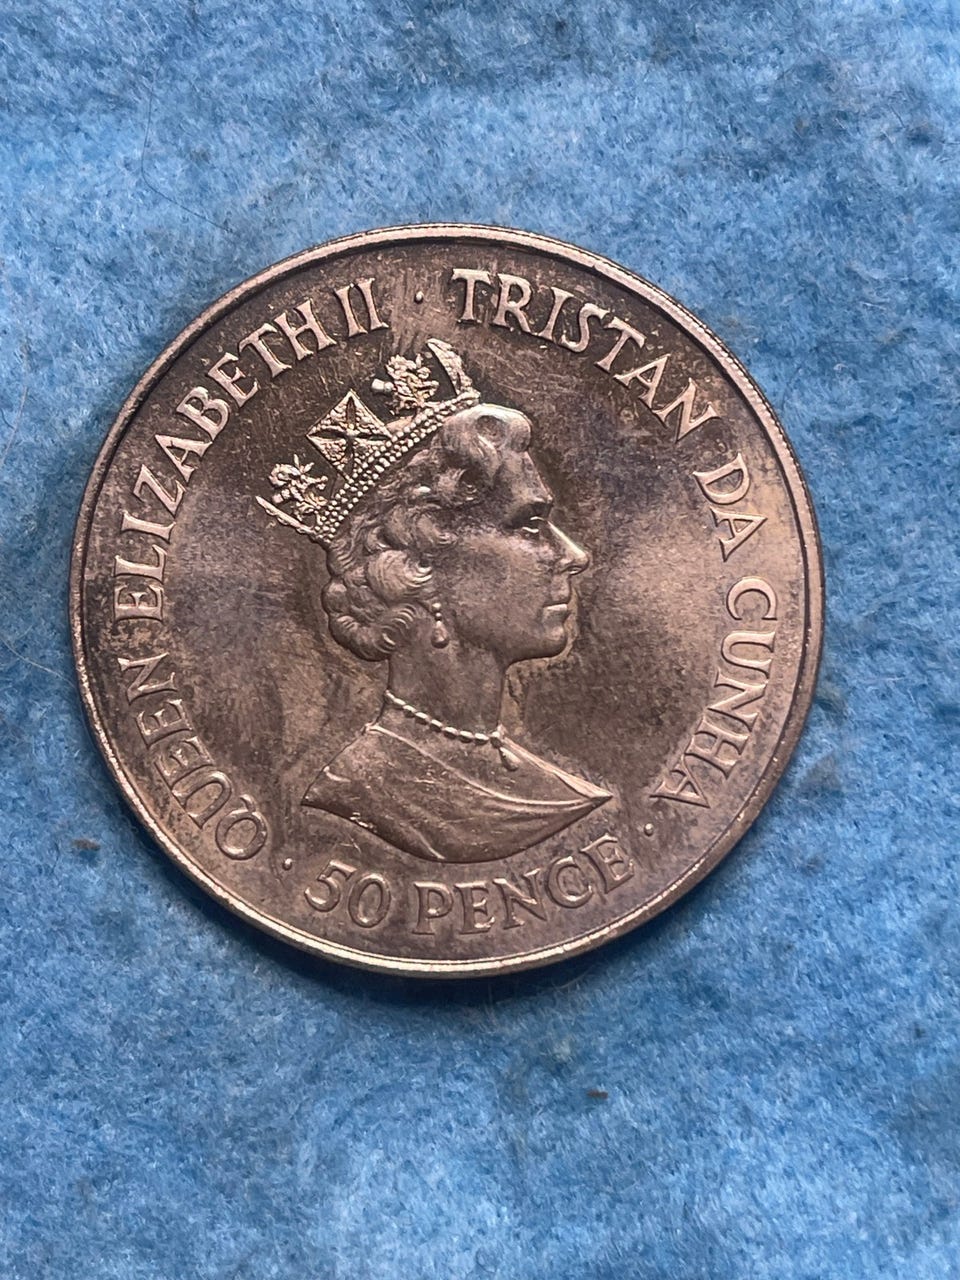 QUEEN ELIZABETH II · TRISTAN DA CUNHA
· 50 PENCE ·